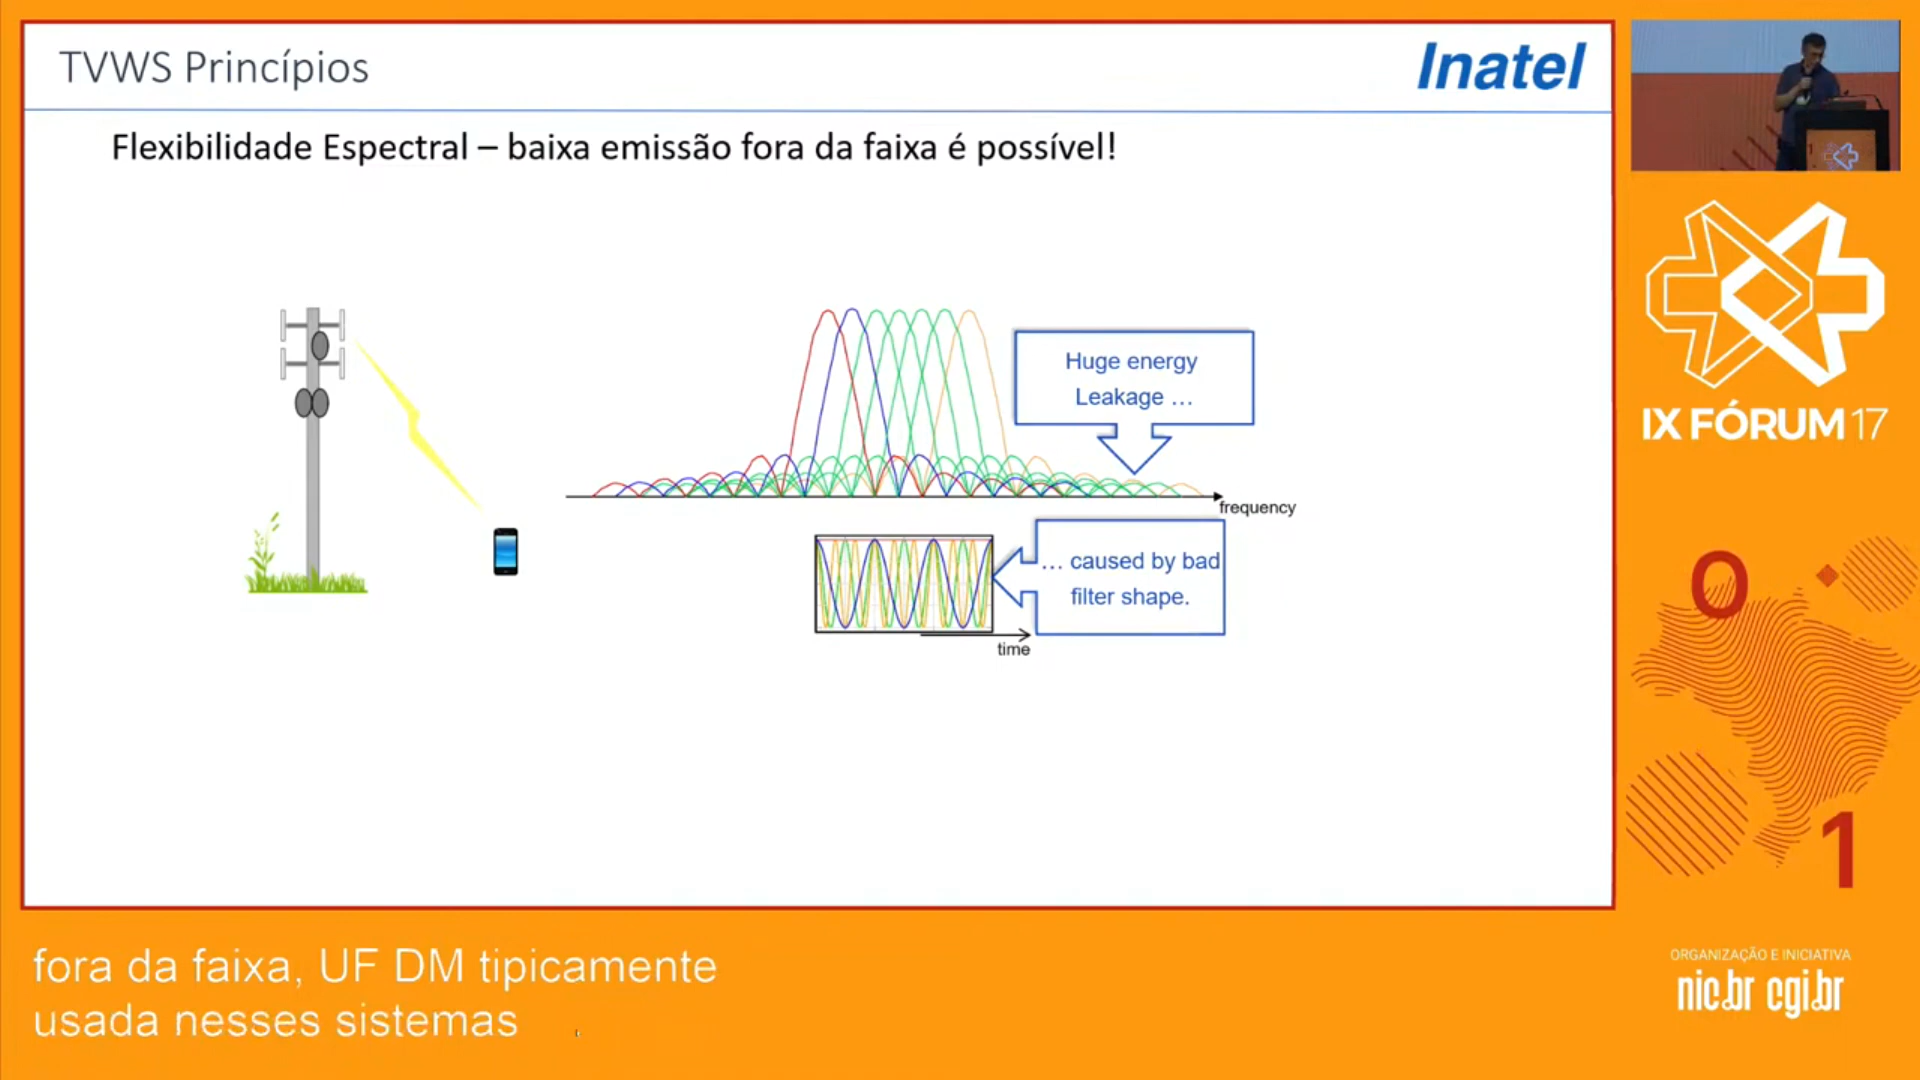 TVWS Princípios
Inatel
Flexibilidade Espectral – baixa emissão fora da faixa é possível!
Huge energy
Leakage ...
frequency
... caused by bad
filter shape.
time
IX FÓRUM 17
0
1
ORGANIZAÇÃO E INICIATIVA
nic.br cgi.br
fora da faixa, UF DM tipicamente
usada nesses sistemas